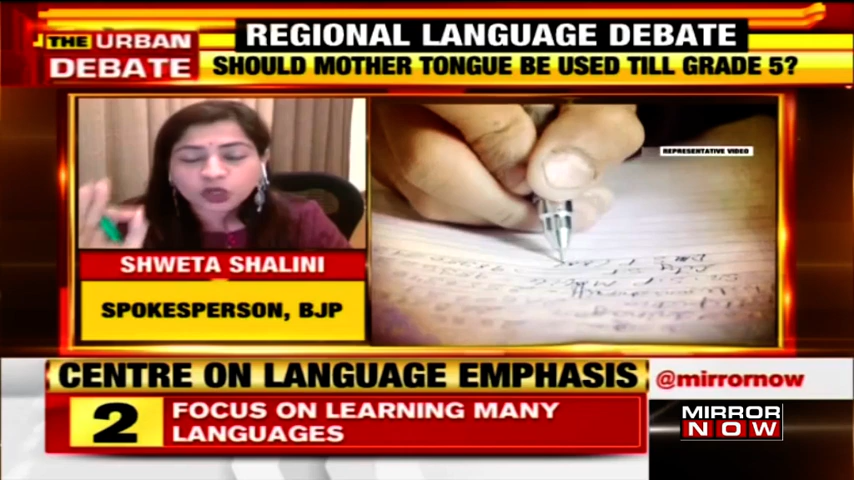 THE URBAN
DEBATE
REGIONAL LANGUAGE DEBATE
SHOULD MOTHER TONGUE BE USED TILL GRADE 5?
REPRESENTATIVE VIDEO
SHWETA SHALINI
SPOKESPERSON, BJP
CENTRE ON LANGUAGE EMPHASIS
@mirrornow
2
FOCUS ON LEARNING MANY
LANGUAGES
MIRROR
NOW